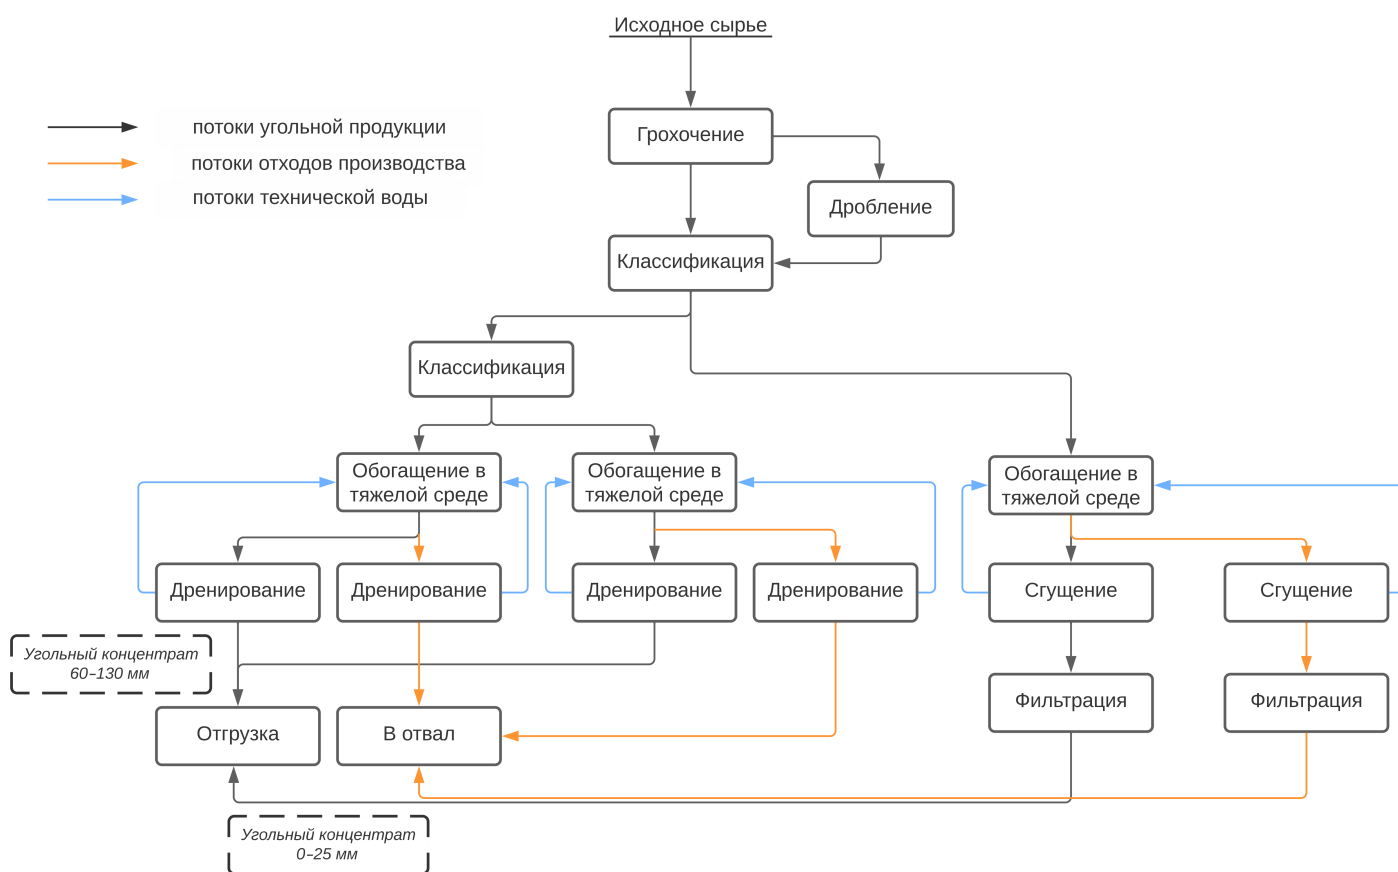 Исходное сырье
потоки угольной продукции
Грохочение
потоки отходов производства
потоки технической воды
Дробление
Классификация
Классификация
Обогащение в
тяжелой среде
Обогащение в
тяжелой среде
Обогащение в
тяжелой среде
Дренирование
Дренирование
Дренирование
Дренирование
Сгущение
Сгущение
Угольный концентрат
60–130 мм
Фильтрация
Фильтрация
Отгрузка
В отвал
Угольный концентрат
0–25 мм